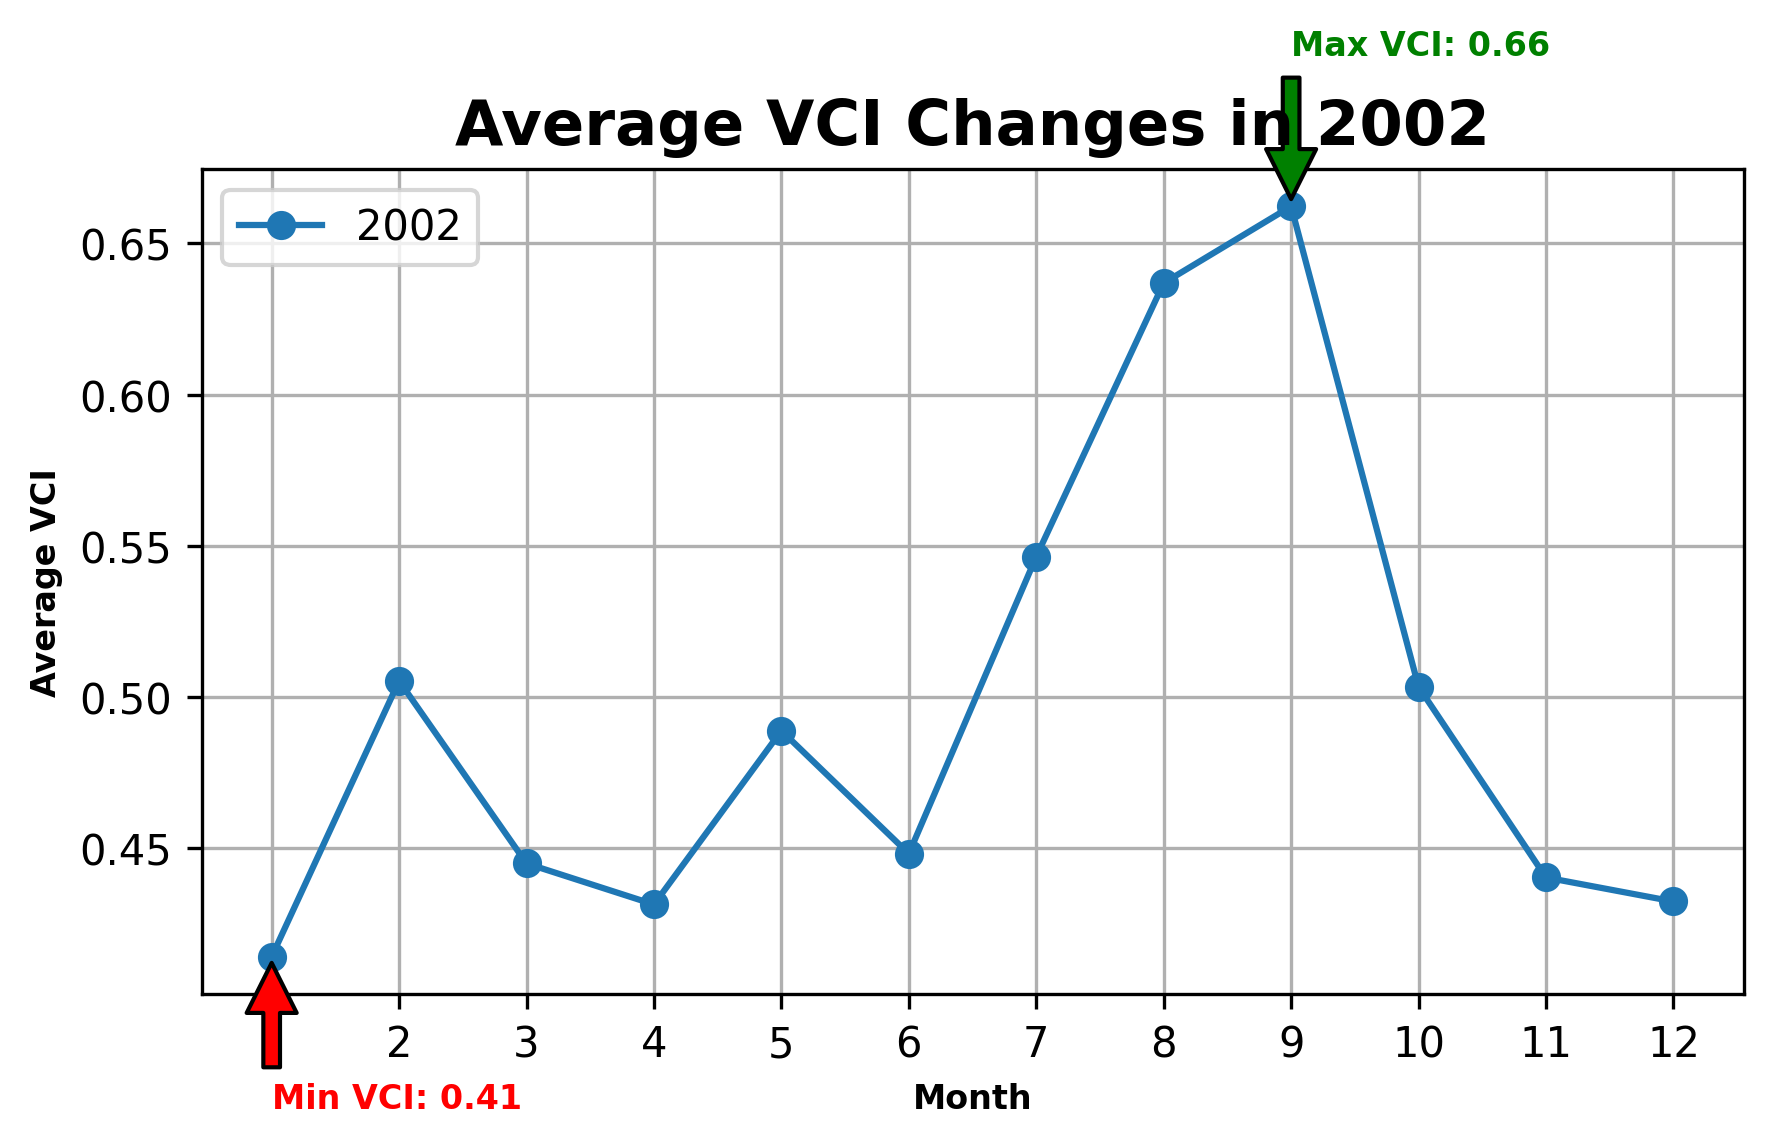 Max VCI: 0.66
Average VCI Changes in 2002
2002
0.65
0.60
0.55
0.50
0.45
Average VCI
2 3 4 5 6 7 8 9 10 11 12
Min VCI: 0.41
Month